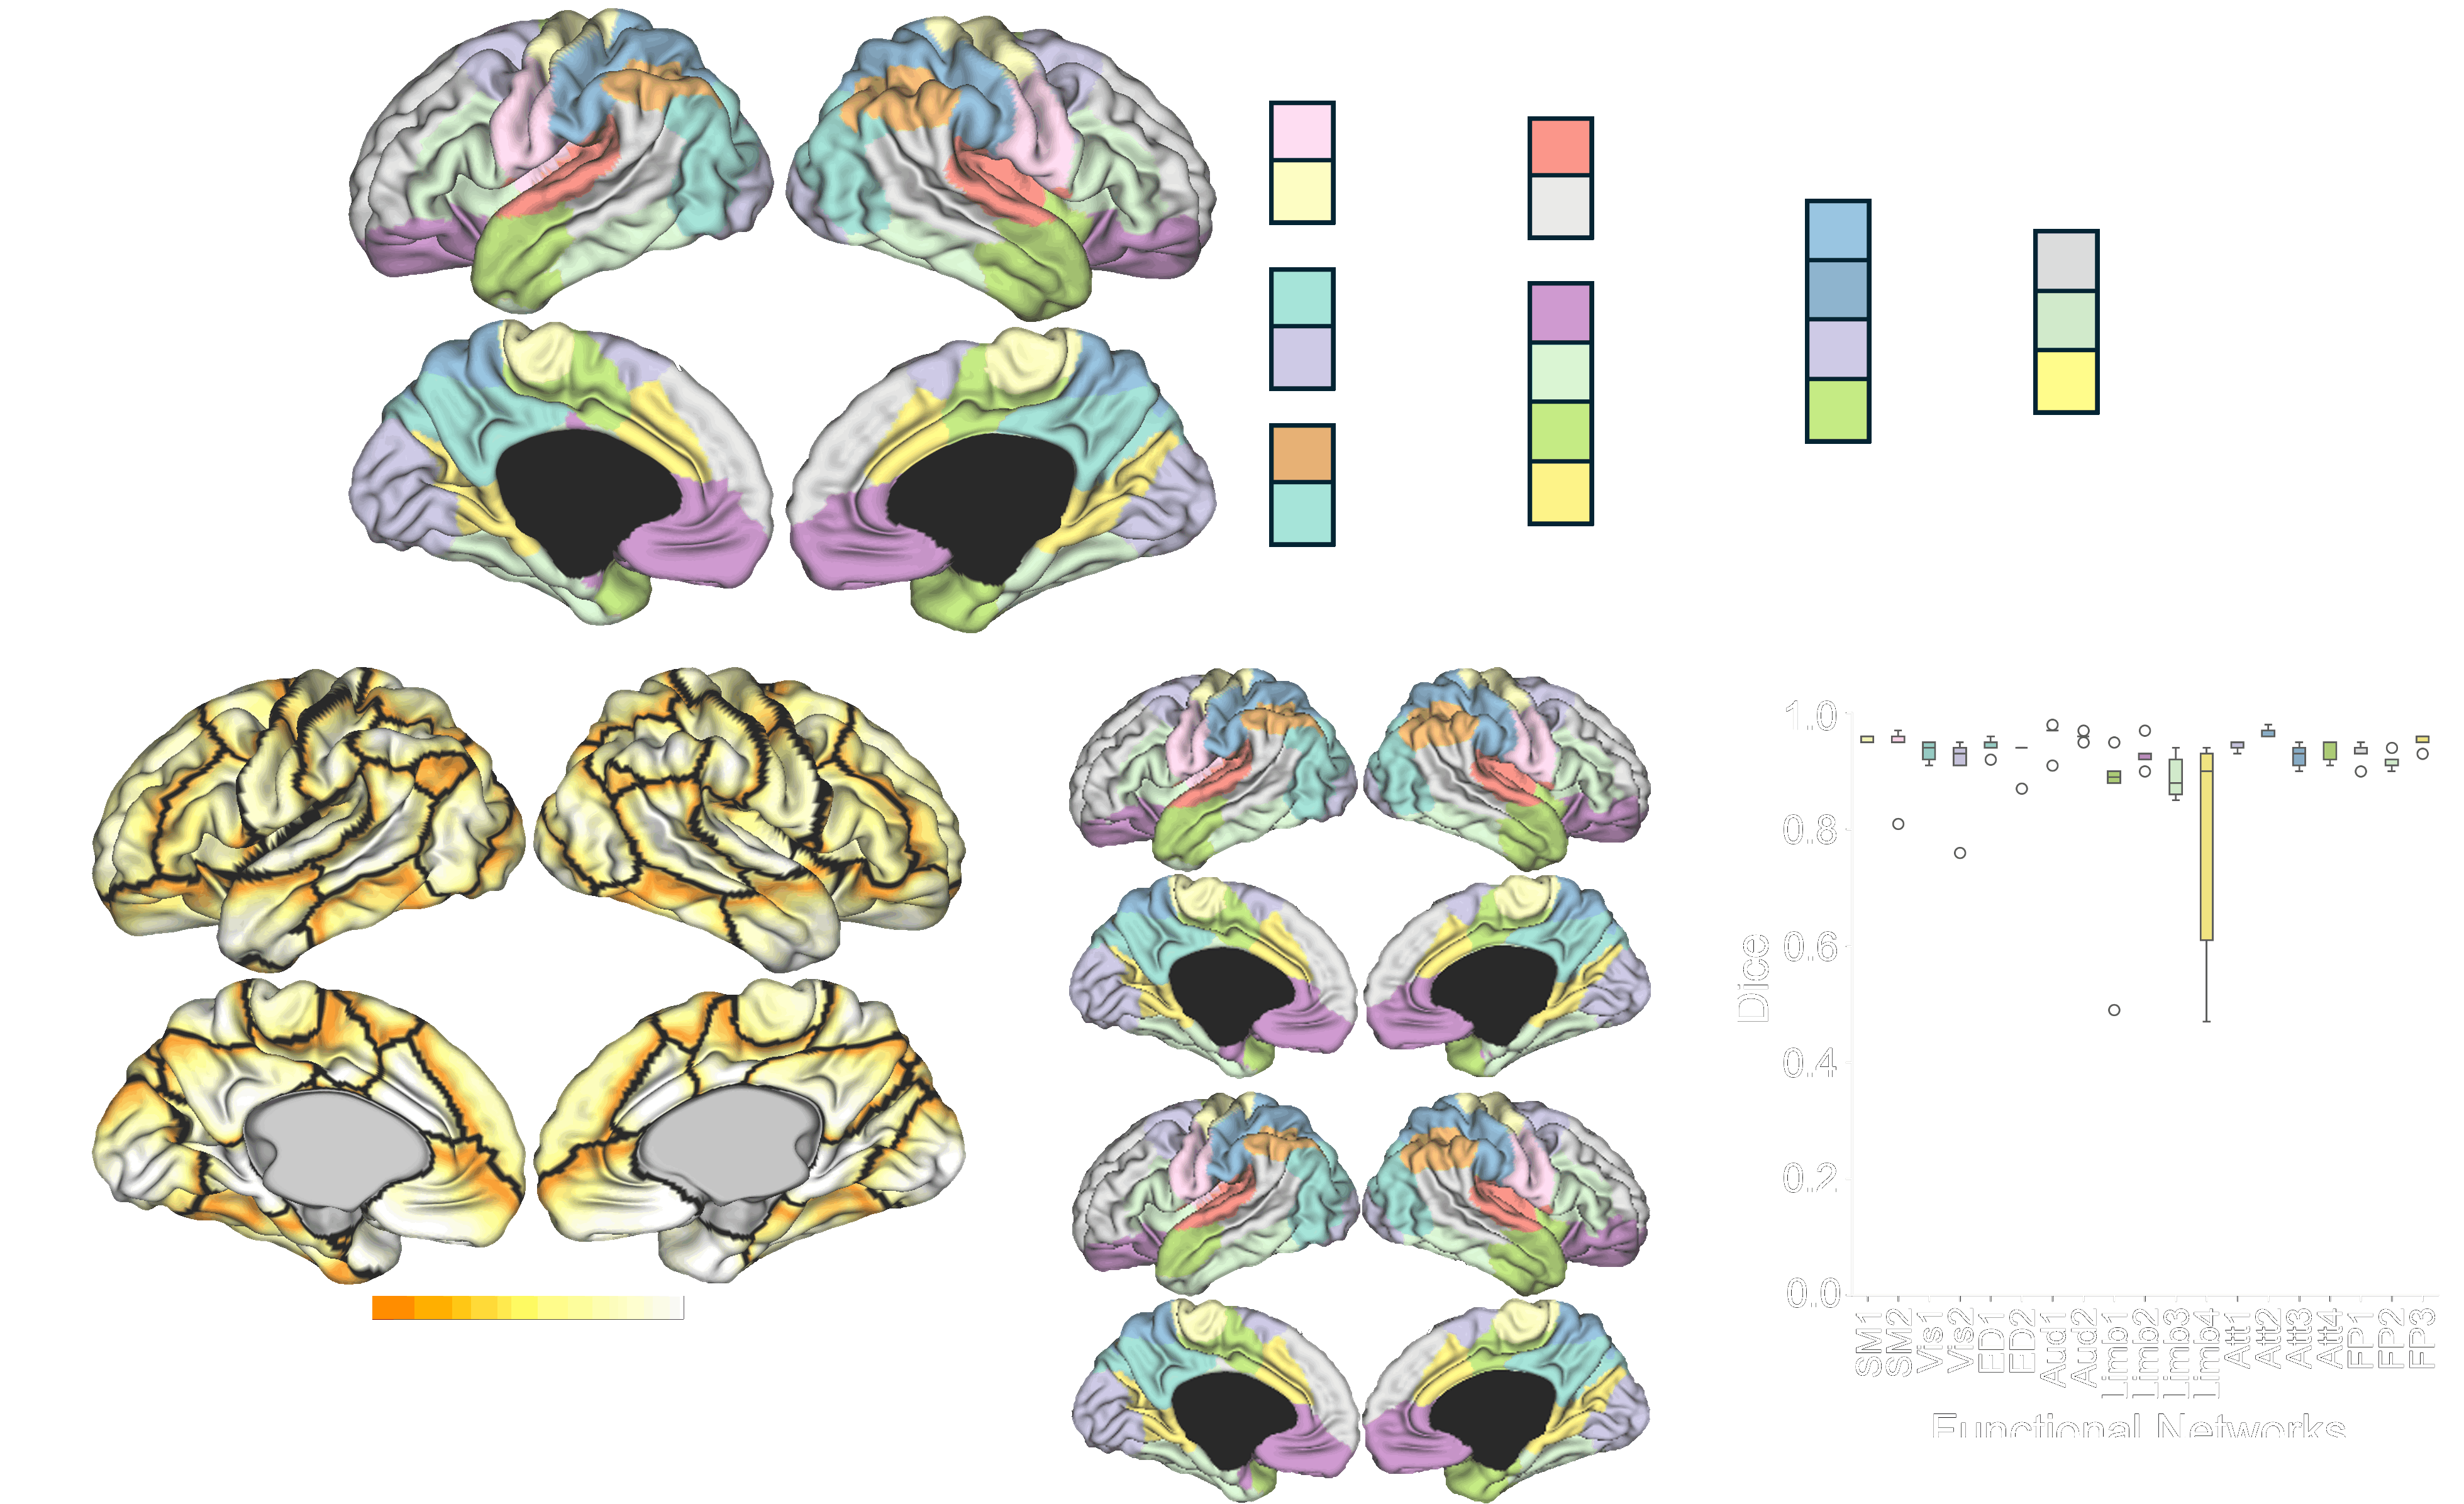 1.0
0.8
0.6
0.4
0.2
0.0
Dice
SM1
SM2
Vis1
Vis2
ED1
ED2
Aud1
Aud2
Limb1
Limb2
Limb3
Limb4
Att1
Att2
Att3
Att4
FP1
FP2
FP3
Functional Networks